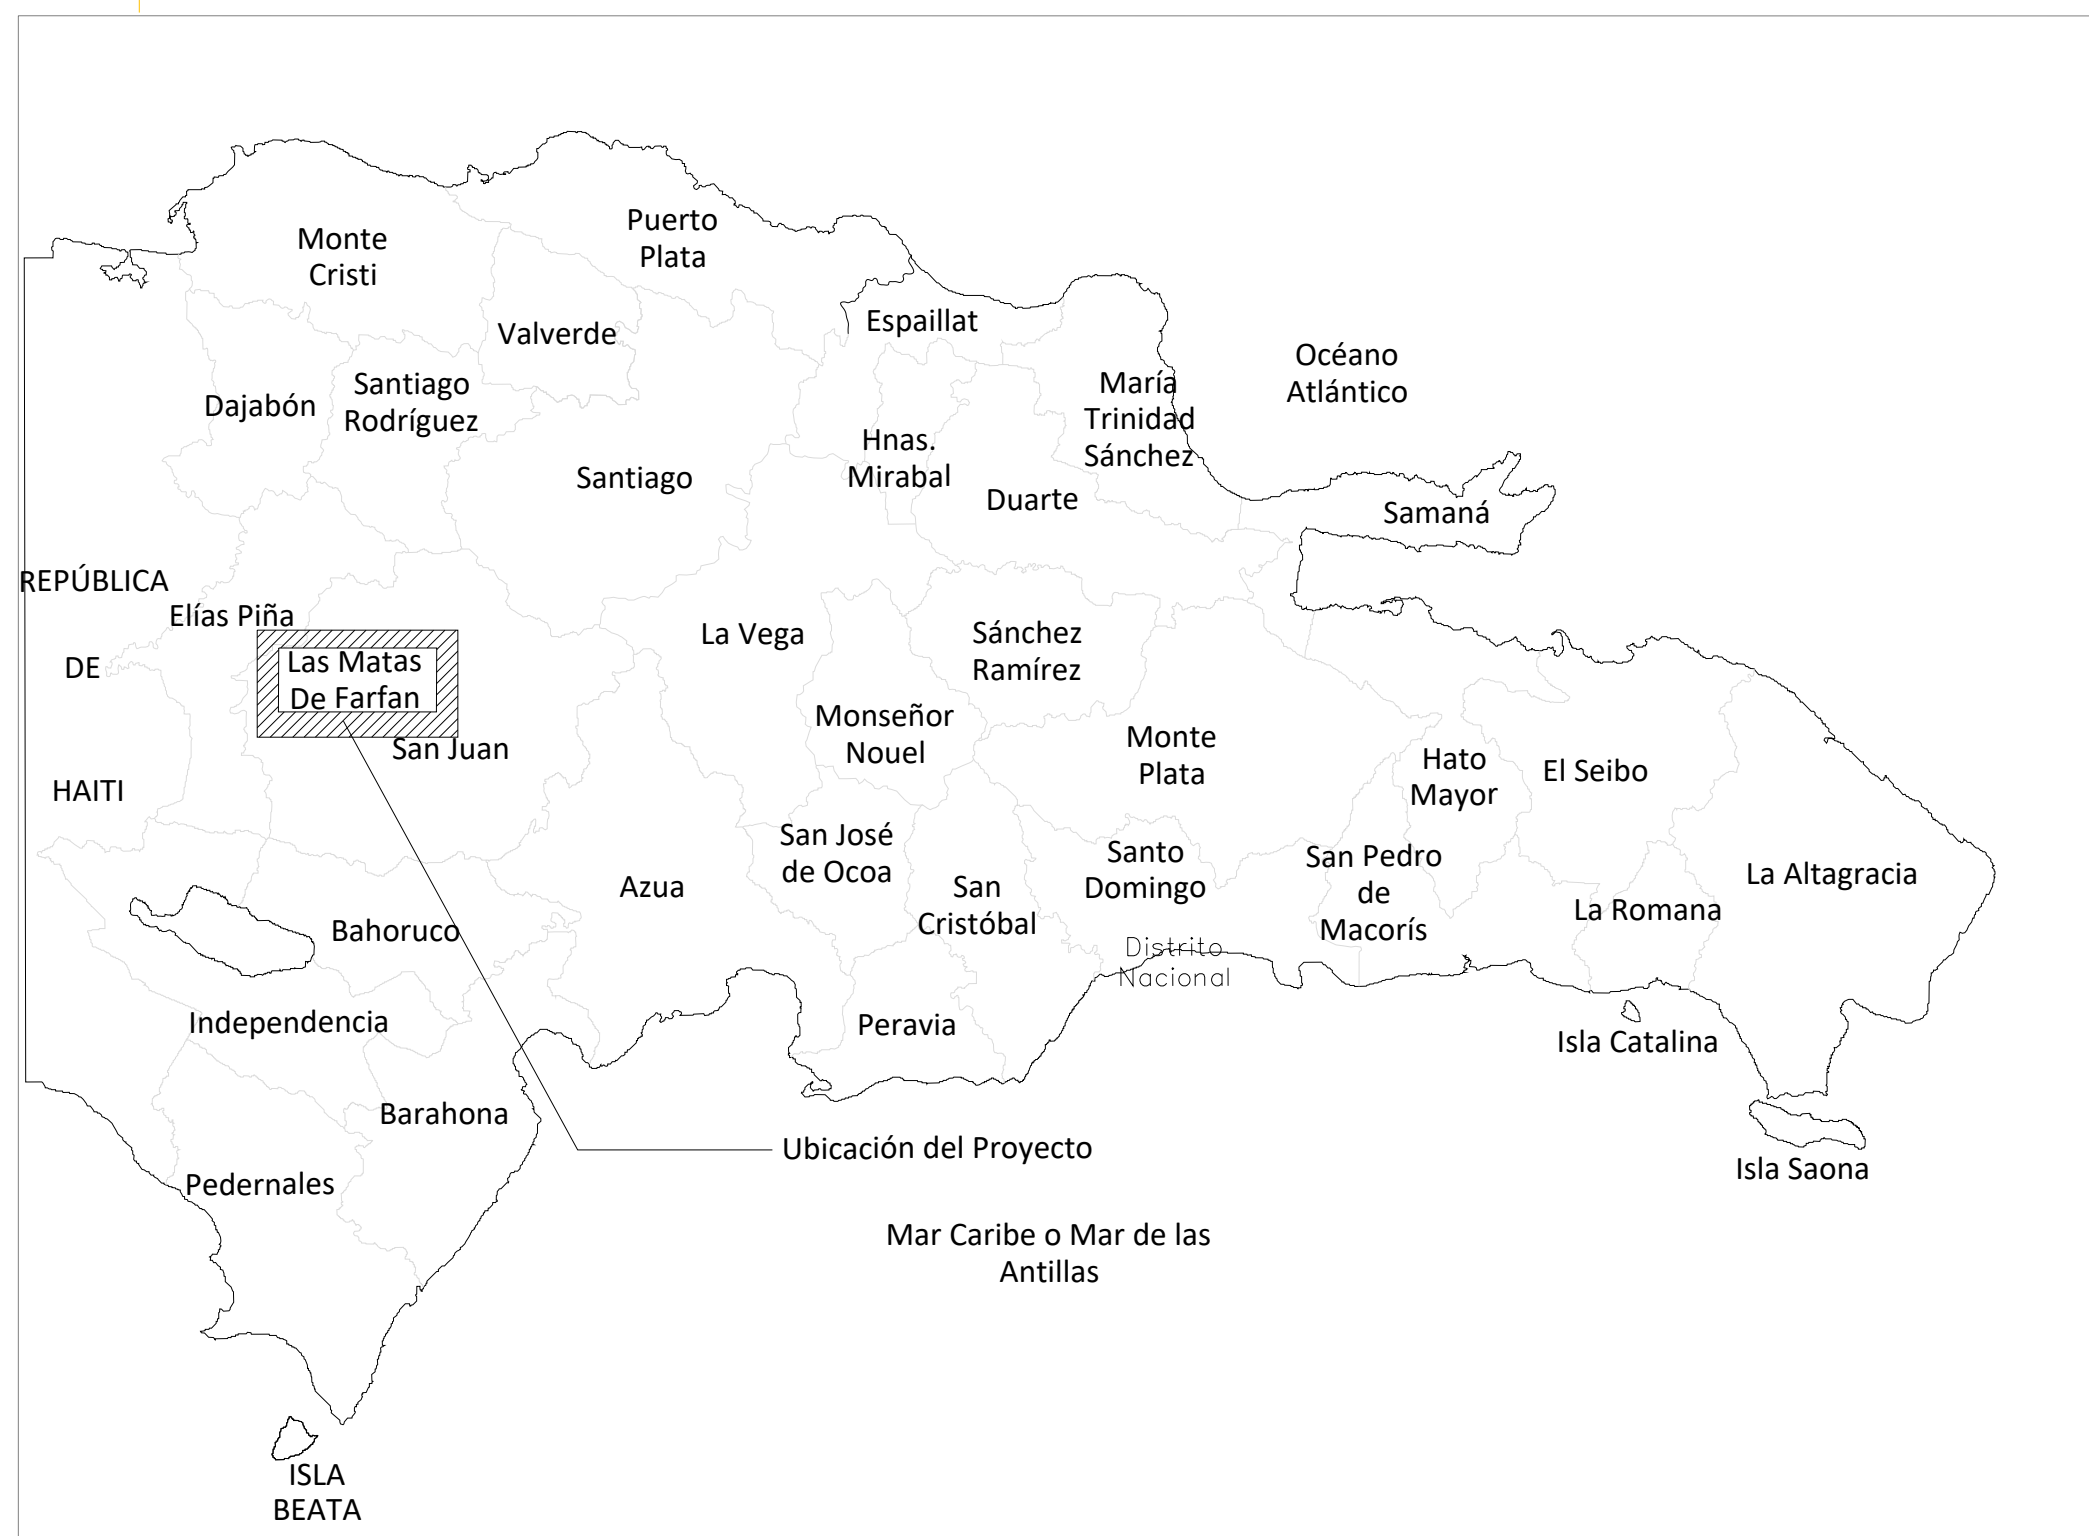 Puerto
Plata
Monte
Cristi
Espaillat
Valverde
Océano
Atlántico
María
Trinidad
Sánchez
Santiago
Rodríguez
Dajabón
Hnas.
Mirabal
Santiago
Duarte
Samaná
REPÚBLICA
DE
HAITI
Elías Piña
Las Matas
De Farfan
San Juan
La Vega
Sánchez
Ramírez
Monseñor
Nouel
Monte
Plata
Hato
Mayor
El Seibo
San José
de Ocoa
Santo
Domingo
San Pedro
de
Macorís
La Altagracia
Azua
San
Cristóbal
La Romana
Bahoruco
Distrito
Nacional
Independencia
Peravia
Isla Catalina
Barahona
Ubicación del Proyecto
Isla Saona
Pedernales
Mar Caribe o Mar de las
Antillas
ISLA
BEATA